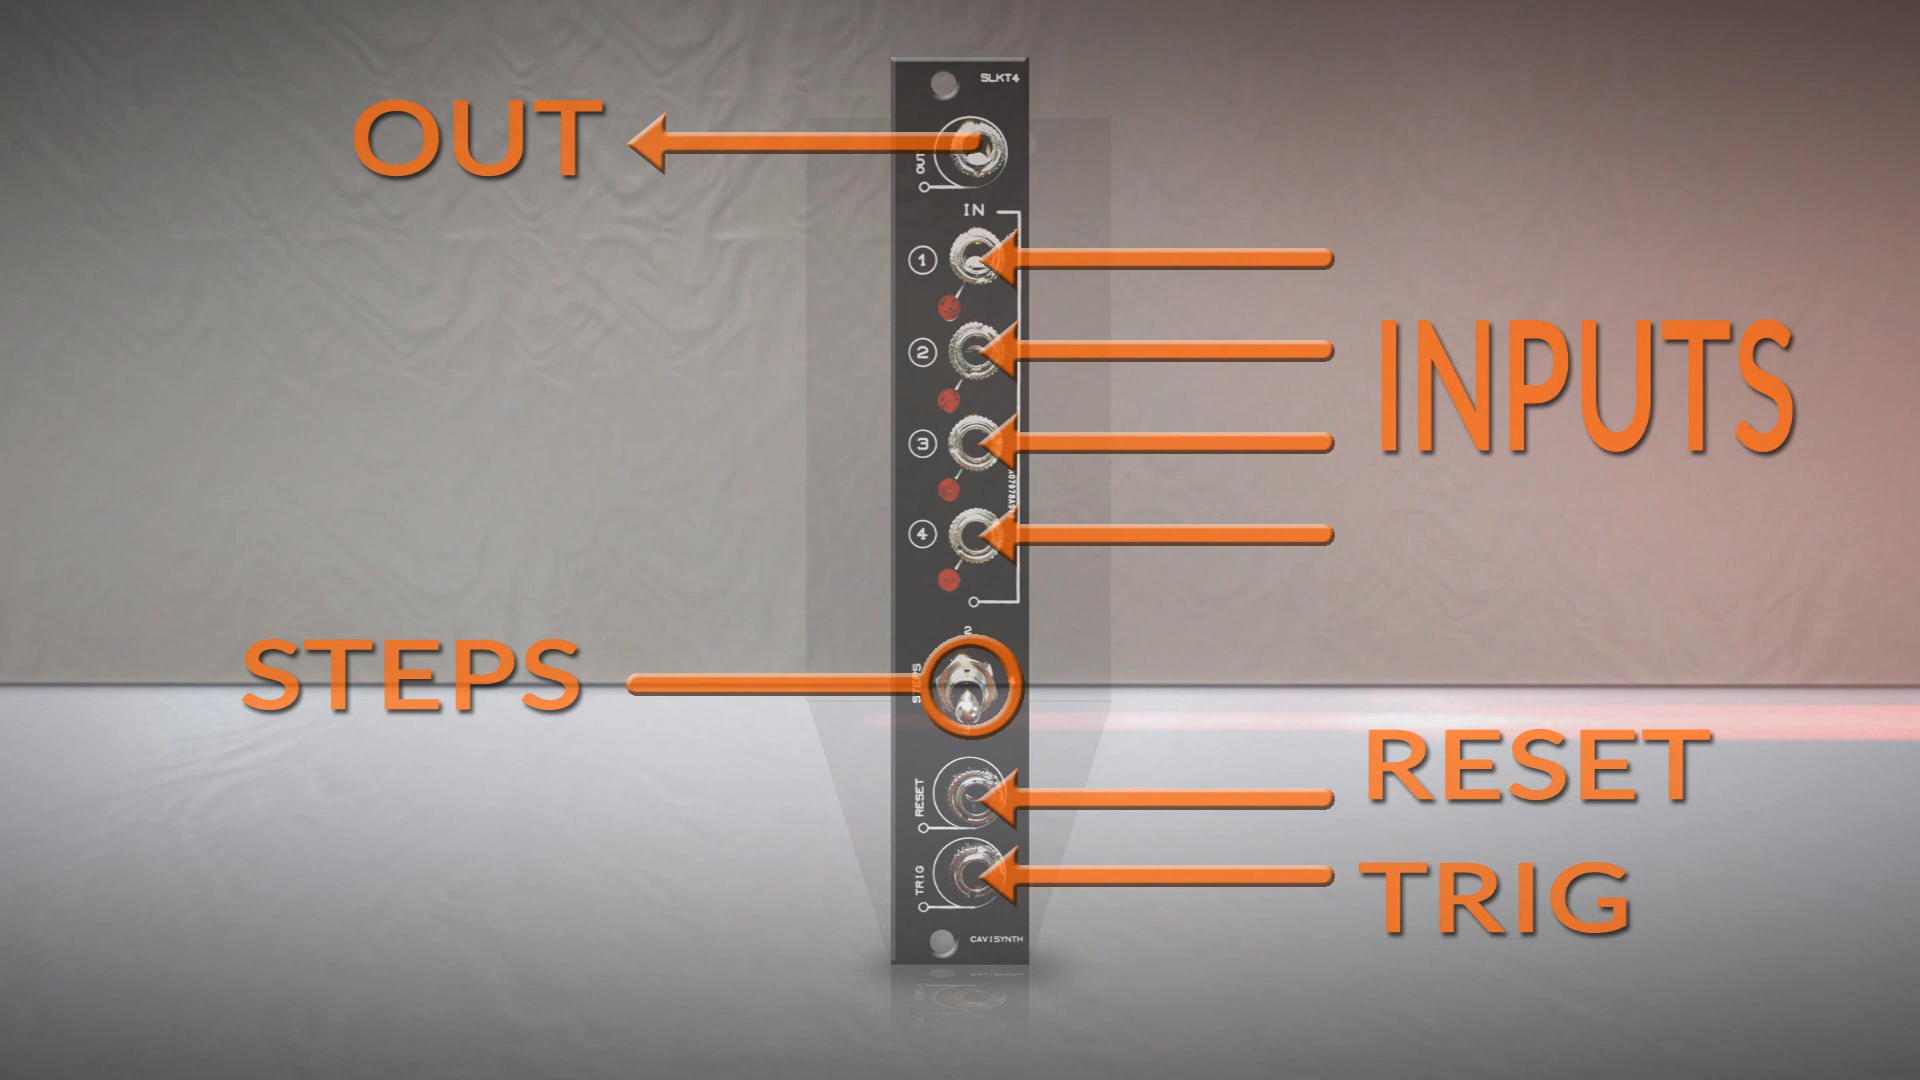 SLKT4
OUT
OUT
IN
1
2
INPUTS
3
4
2
STEPS
STEPS
RESET
RESET
TRIG
TRIG
CAVISYNTH